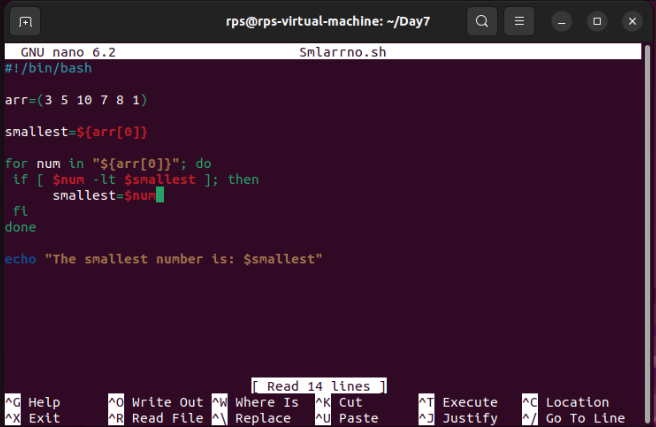 rps@rps-virtual-machine: ~/Day7
GNU nano 6.2 Smlarrno.sh
#!/bin/bash
arr=(3 5 10 7 8 1)
smallest=${arr[0]}
for num in "${arr[0]}"; do
if [ $num -lt $smallest ]; then
smallest=$num
fi
done
echo "The smallest number is: $smallest"
[ Read 14 lines ]
^G Help ^O Write Out ^W Where Is ^K Cut ^T Execute ^C Location
^X Exit ^R Read File ^\ Replace ^U Paste ^J Justify ^/ Go To Line